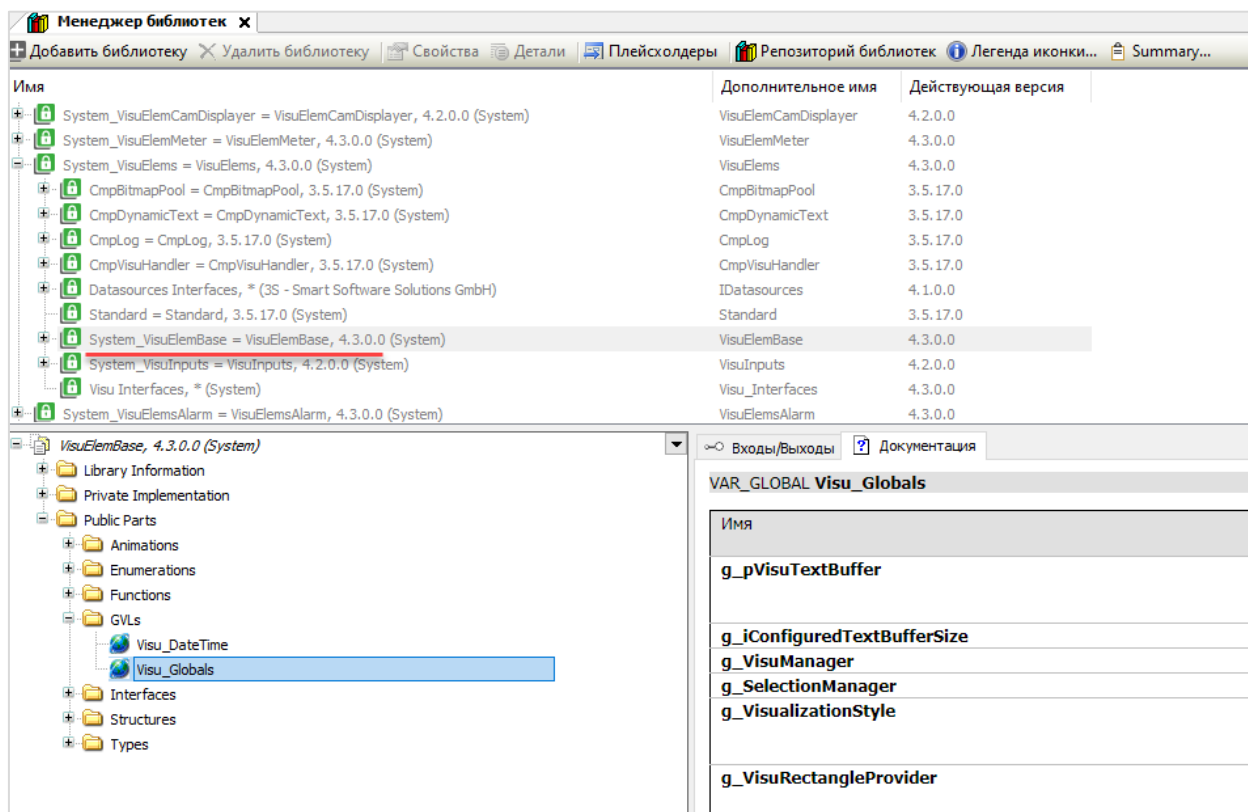 Менеджер библиотек
Добавить библиотеку Удалить библиотеку Свойства Детали Плейсхолдеры Репозиторий библиотек Легенда иконки... Summary...
Имя Дополнительное имя Действующая версия
System_VisuElemCamDisplayer = VisuElemCamDisplayer, 4.2.0.0 (System) VisuElemCamDisplayer 4.2.0.0
System_VisuElemMeter = VisuElemMeter, 4.3.0.0 (System) VisuElemMeter 4.3.0.0
System_VisuElems = VisuElems, 4.3.0.0 (System) VisuElems 4.3.0.0
CmpBitmapPool = CmpBitmapPool, 3.5.17.0 (System) CmpBitmapPool 3.5.17.0
CmpDynamicText = CmpDynamicText, 3.5.17.0 (System) CmpDynamicText 3.5.17.0
CmpLog = CmpLog, 3.5.17.0 (System) CmpLog 3.5.17.0
CmpVisuHandler = CmpVisuHandler, 3.5.17.0 (System) CmpVisuHandler 3.5.17.0
Datasources Interfaces, * (3S - Smart Software Solutions GmbH) IDatasources 4.1.0.0
Standard = Standard, 3.5.17.0 (System) Standard 3.5.17.0
System_VisuElemBase = VisuElemBase, 4.3.0.0 (System) VisuElemBase 4.3.0.0
System_VisuInputs = VisuInputs, 4.2.0.0 (System) VisuInputs 4.2.0.0
Visu Interfaces, * (System) Visu_Interfaces 4.3.0.0
System_VisuElemsAlarm = VisuElemsAlarm, 4.3.0.0 (System) VisuElemsAlarm 4.3.0.0
VisuElemBase, 4.3.0.0 (System)
Library Information
Private Implementation
Public Parts
Animations
Enumerations
Functions
GVLs
Visu_DateTime
Visu_Globals
Interfaces
Structures
Types
Входы/Выходы Документация
VAR_GLOBAL Visu_Globals
Имя
g_pVisuTextBuffer
g_iConfiguredTextBufferSize
g_VisuManager
g_SelectionManager
g_VisualizationStyle
g_VisuRectangleProvider